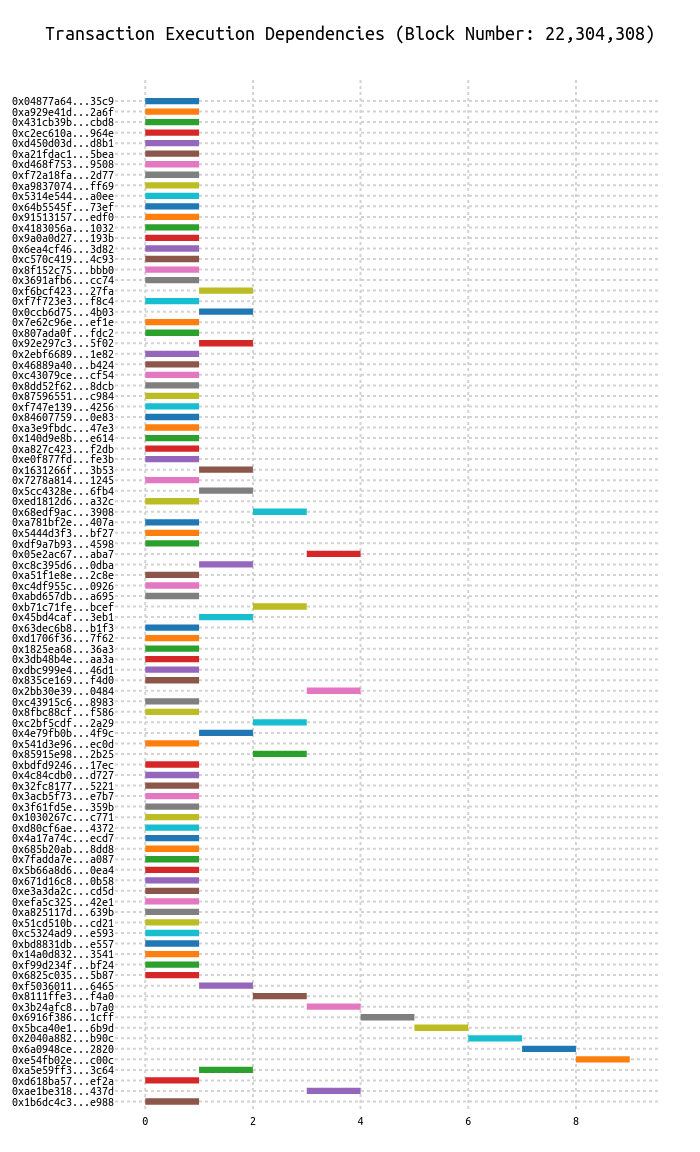 Transaction Execution Dependencies (Block Number: 22,304,308)
0x04877a64...35c9
0xa929e41d...2a6f
0x431cb39b...cbd8
0xc2ec610a...964e
0xd450d03d...d8b1
0xa21fdac1...5bea
0xd468f753...9508
0xf72a18fa...2d77
0xa9837074...ff69
0x5314e544...a0ee
0x64b5545f...73ef
0x91513157...edf0
0x4183056a...1032
0x9a0a0d27...193b
0x6ea4cf46...3d82
0xc570c419...4c93
0x8f152c75...bbb0
0x3691afb6...cc74
0xf6bcf423...27fa
0xf7f723e3...f8c4
0x0ccb6d75...4b03
0x7e62c96e...ef1e
0x807ada0f...fdc2
0x92e297c3...5f02
0x2ebf6689...1e82
0x46889a40...b424
0xc43079ce...cf54
0x8dd52f62...8dcb
0x87596551...c984
0xf747e139...4256
0x84607759...0e83
0xa3e9fbdc...47e3
0x140d9e8b...e614
0xa827c423...f2db
0xe0f877fd...fe3b
0x1631266f...3b53
0x7278a814...1245
0x5cc4328e...6fb4
0xed1812d6...a32c
0x68edf9ac...3908
0xa781bf2e...407a
0x5444d3f3...bf27
0xdf9a7b93...4598
0x05e2ac67...aba7
0xc8c395d6...0dba
0xa51f1e8e...2c8e
0xc4df955c...0926
0xabd657db...a695
0xb71c71fe...bcef
0x45bd4caf...3eb1
0x63dec6b8...b1f3
0xd1706f36...7f62
0x1825ea68...36a3
0x3db48b4e...aa3a
0xdbc999e4...46d1
0x835ce169...f4d0
0x2bb30e39...0484
0xc43915c6...8983
0x8fbc88cf...f586
0xc2bf5cdf...2a29
0x4e79fb0b...4f9c
0x541d3e96...ec0d
0x85915e98...2b25
0xbdfd9246...17ec
0x4c84cdb0...d727
0x32fc8177...5221
0x3acb5f73...e7b7
0x3f61fd5e...359b
0x1030267c...c771
0xd80cf6ae...4372
0x4a17a74c...ecd7
0x685b20ab...8dd8
0x7fadda7e...a087
0x5b66a8d6...0ea4
0x671d16c8...0b58
0xe3a3da2c...cd5d
0xefa5c325...42e1
0xa825117d...639b
0x51cd510b...cd21
0xc5324ad9...e593
0xbd8831db...e557
0x14a0d832...3541
0xf99d234f...bf24
0x6825c035...5b87
0xf5036011...6465
0x8111ffe3...f4a0
0x3b24afc8...b7a0
0x6916f386...1cff
0x5bca40e1...6b9d
0x2040a882...b90c
0x6a0948ce...2820
0xe54fb02e...c00c
0xa5e59ff3...3c64
0xd618ba57...ef2a
0xae1be318...437d
0x1b6dc4c3...e988
0 2 4 6 8